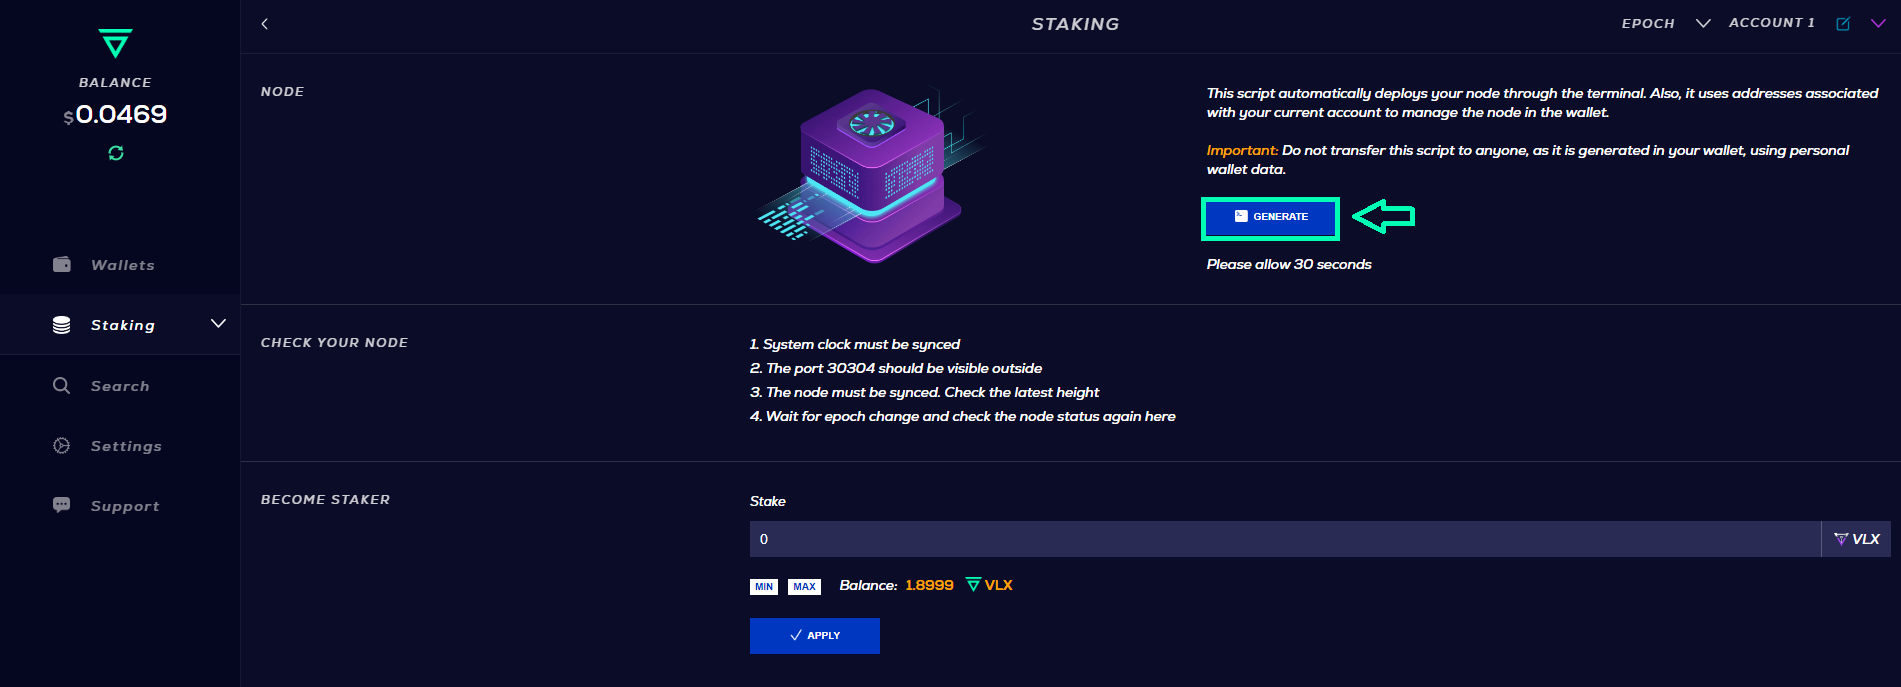 STAKING
EPOCH
ACCOUNT 1
BALANCE
$0.0469
Wallets
Staking
Search
Settings
Support
NODE
This script automatically deploys your node through the terminal. Also, it uses addresses associated
with your current account to manage the node in the wallet.
Important: Do not transfer this script to anyone, as it is generated in your wallet, using personal
wallet data.
GENERATE
Please allow 30 seconds
CHECK YOUR NODE
1. System clock must be synced
2. The port 30304 should be visible outside
3. The node must be synced. Check the latest height
4. Wait for epoch change and check the node status again here
BECOME STAKER
Stake
0
VLX
MIN
MAX
Balance: 1.8999 VLX
APPLY